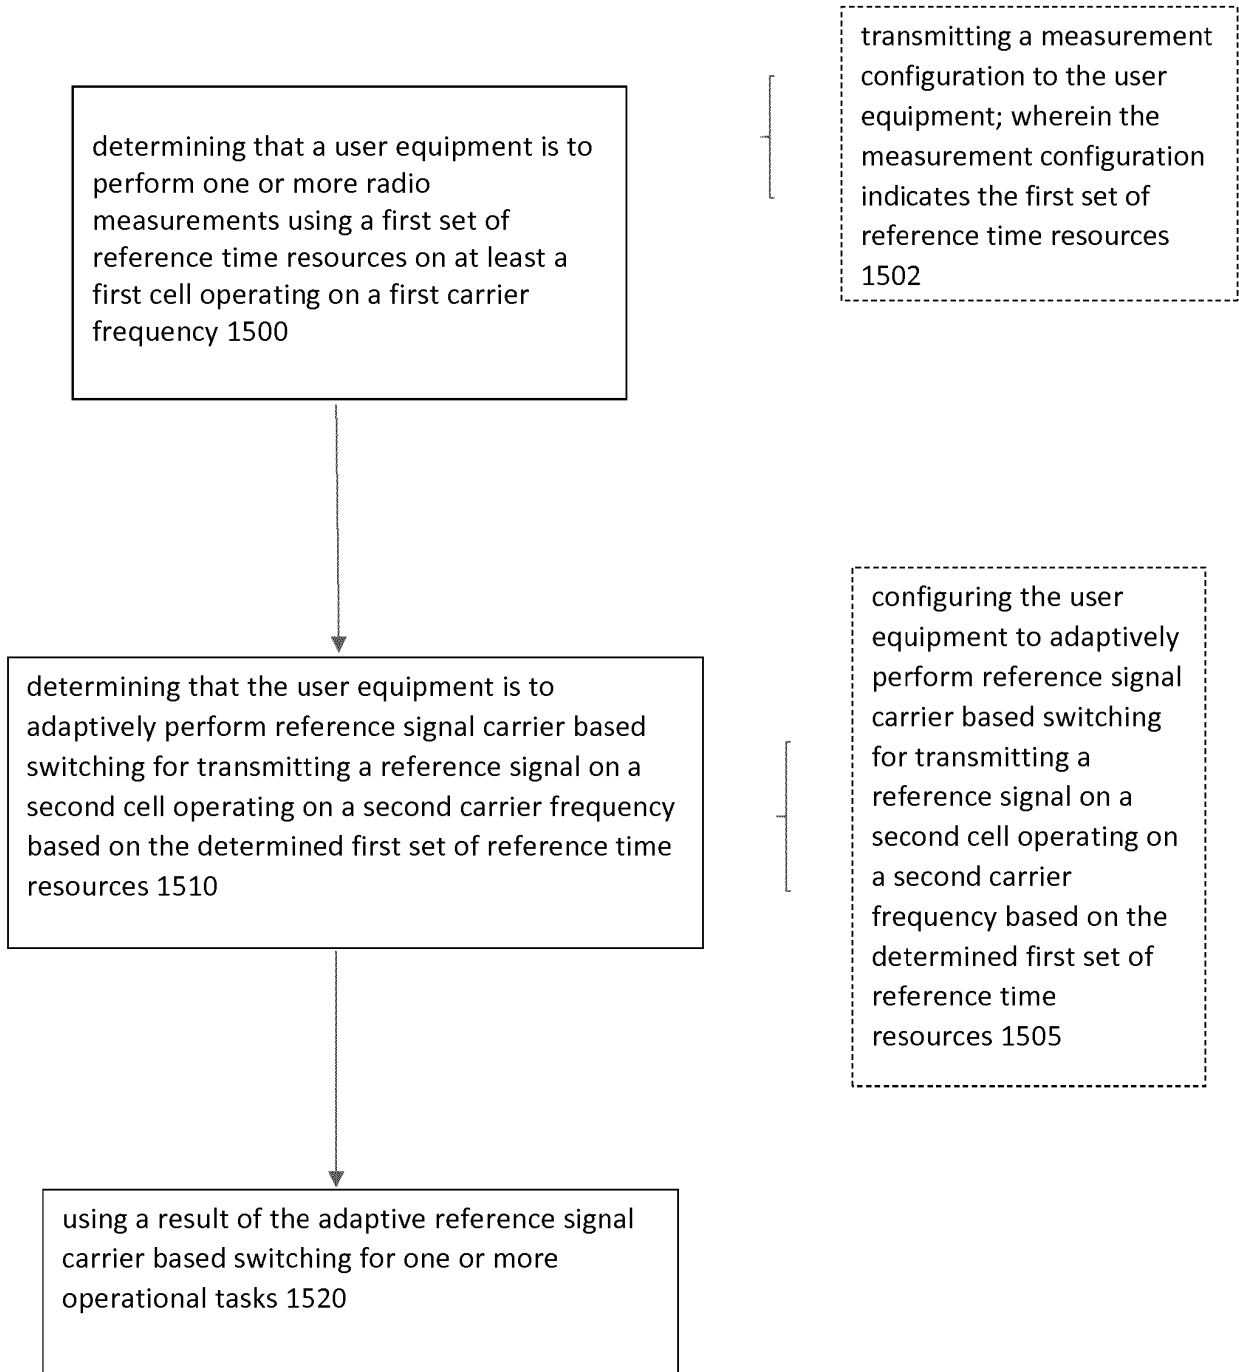 determining that a user equipment is to
perform one or more radio
measurements using a first set of
reference time resources on at least a
first cell operating on a first carrier
frequency 1500
transmitting a measurement
configuration to the user
equipment; wherein the
measurement configuration
indicates the first set of
reference time resources
1502
determining that the user equipment is to
adaptively perform reference signal carrier based
switching for transmitting a reference signal on a
second cell operating on a second carrier frequency
based on the determined first set of reference time
resources 1510
configuring the user
equipment to adaptively
perform reference signal
carrier based switching
for transmitting a
reference signal on a
second cell operating on
a second carrier
frequency based on the
determined first set of
reference time
resources 1505
using a result of the adaptive reference signal
carrier based switching for one or more
operational tasks 1520